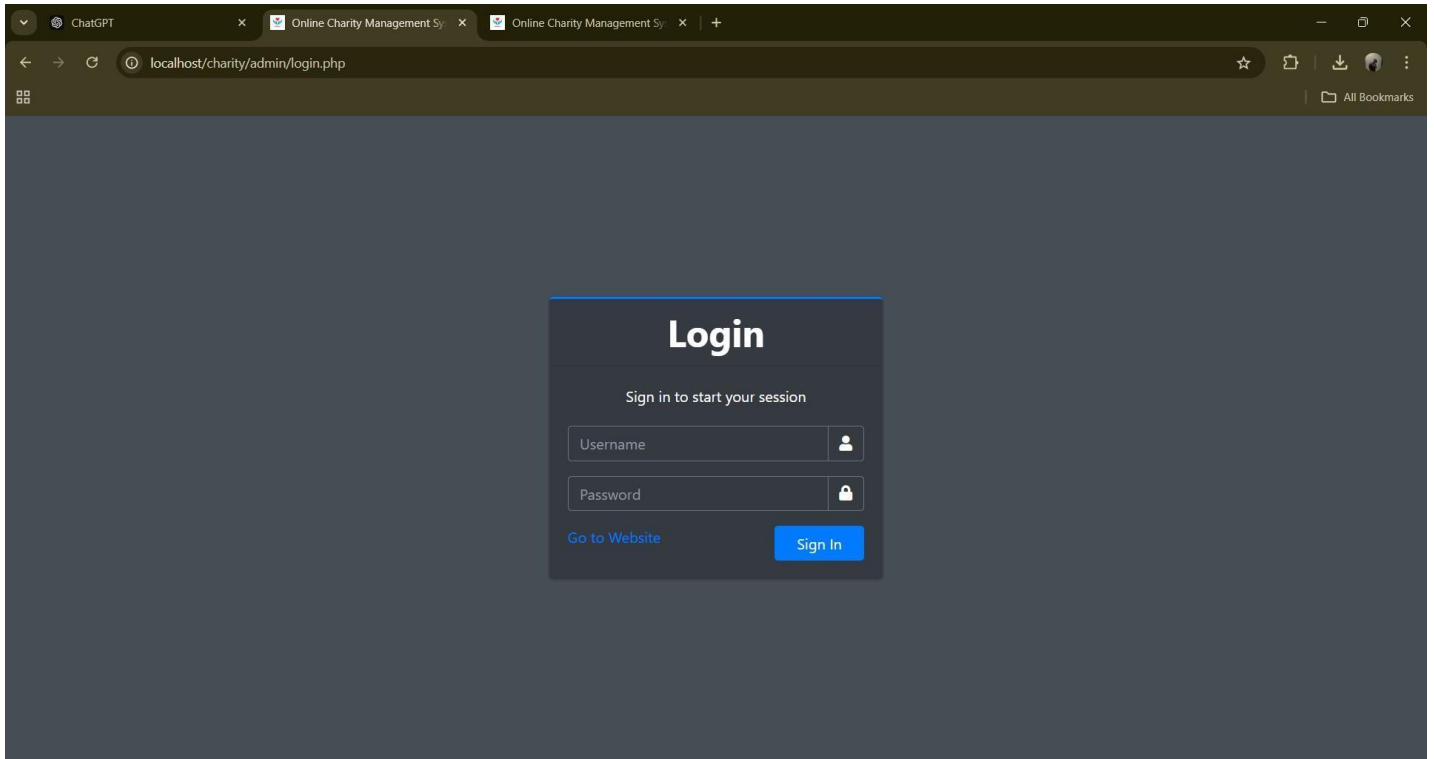 ChatGPT
Online Charity Management Sy
Online Charity Management Sy
localhost/charity/admin/login.php
All Bookmarks
Login
Sign in to start your session
Username
Password
Go to Website
Sign In